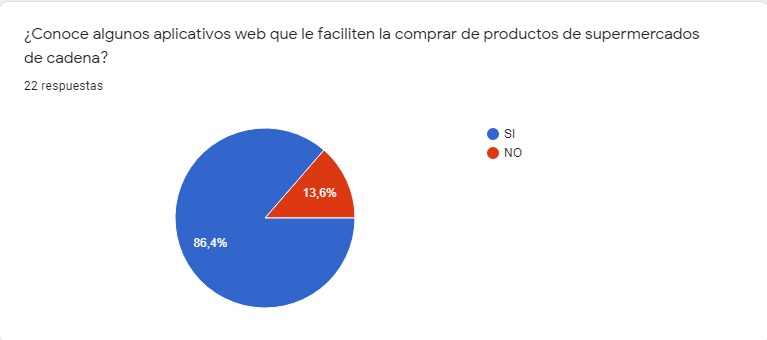 ¿Conoce algunos aplicativos web que le faciliten la comprar de productos de supermercados
de cadena?
22 respuestas
SI
NO
13,6%
86,4%